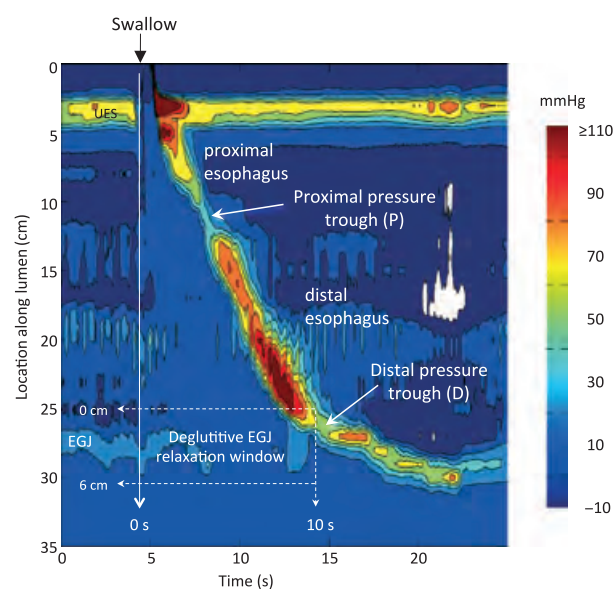 Swallow
0
5
10
15
20
25
30
35
Location along lumen (cm)
UES
proximal
esophagus
Proximal pressure
trough (P)
distal
esophagus
Distal pressure
trough (D)
0 cm
EGJ
Deglutitive EGJ
relaxation window
6 cm
0 s
10 s
0
5
10
15
20
Time (s)
mmHg
≥110
90
70
50
30
10
−10